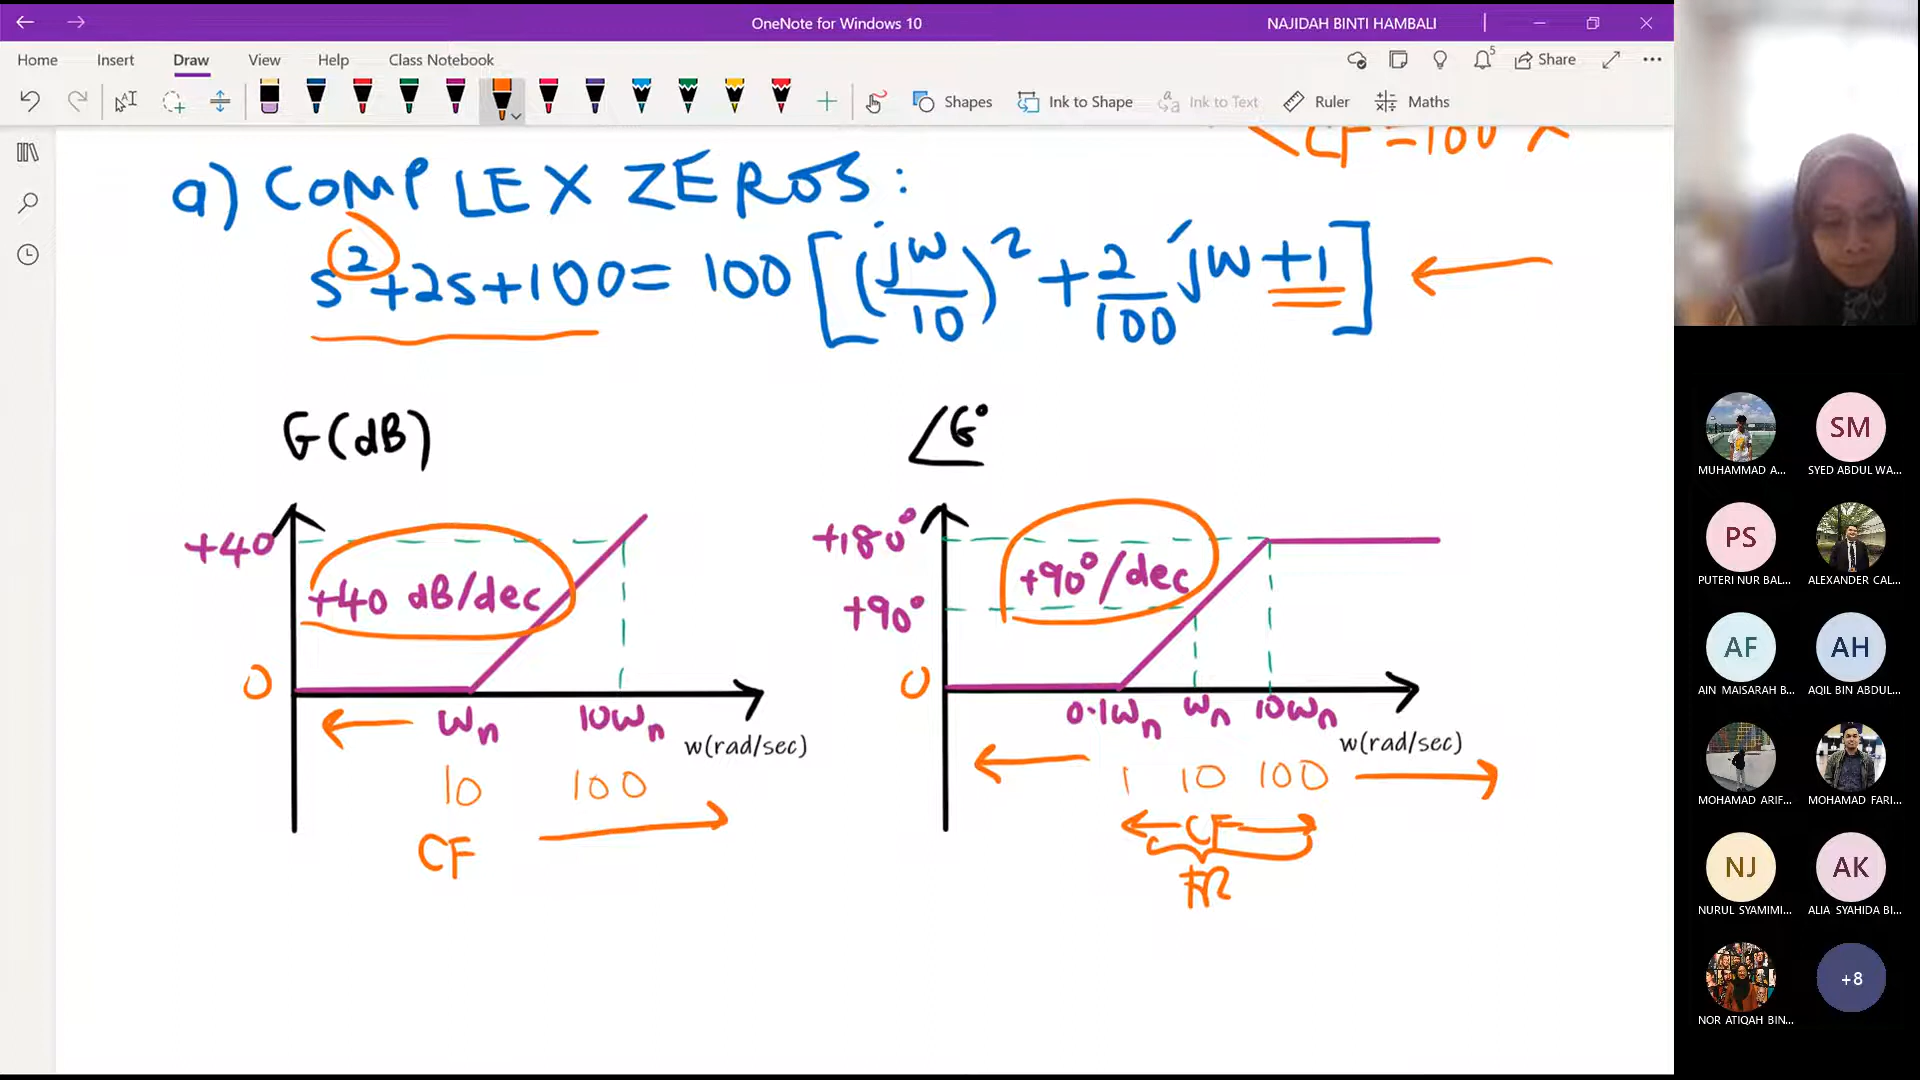 OneNote for Windows 10
NAJIDAH BINTI HAMBALI
Home Insert Draw View Help Class Notebook
5
Share
Shapes Ink to Shape Ink to Text Ruler Maths
CF = 100 X
a) COMPLEX ZEROS:
s²+2s+100 = 100 [(jw/10)² + 2/100 jw + 1]
G(dB)
∠G°
+40
+40 dB/dec
0
wn 10wn
w(rad/sec)
10 100
CF
+180°
+90°/dec
+90°
0
0.1wn wn 10wn
w(rad/sec)
1 10 100
CF
MUHAMMAD A...
SM
SYED ABDUL WA...
PS
PUTERI NUR BAL...
ALEXANDER CAL...
AF
AIN MAISARAH B...
AH
AQIL BIN ABDUL...
MOHAMAD ARIF...
MOHAMAD FARI...
NJ
NURUL SYAMIMI...
AK
ALIA SYAHIDA BI...
NOR ATIQAH BIN...
+8